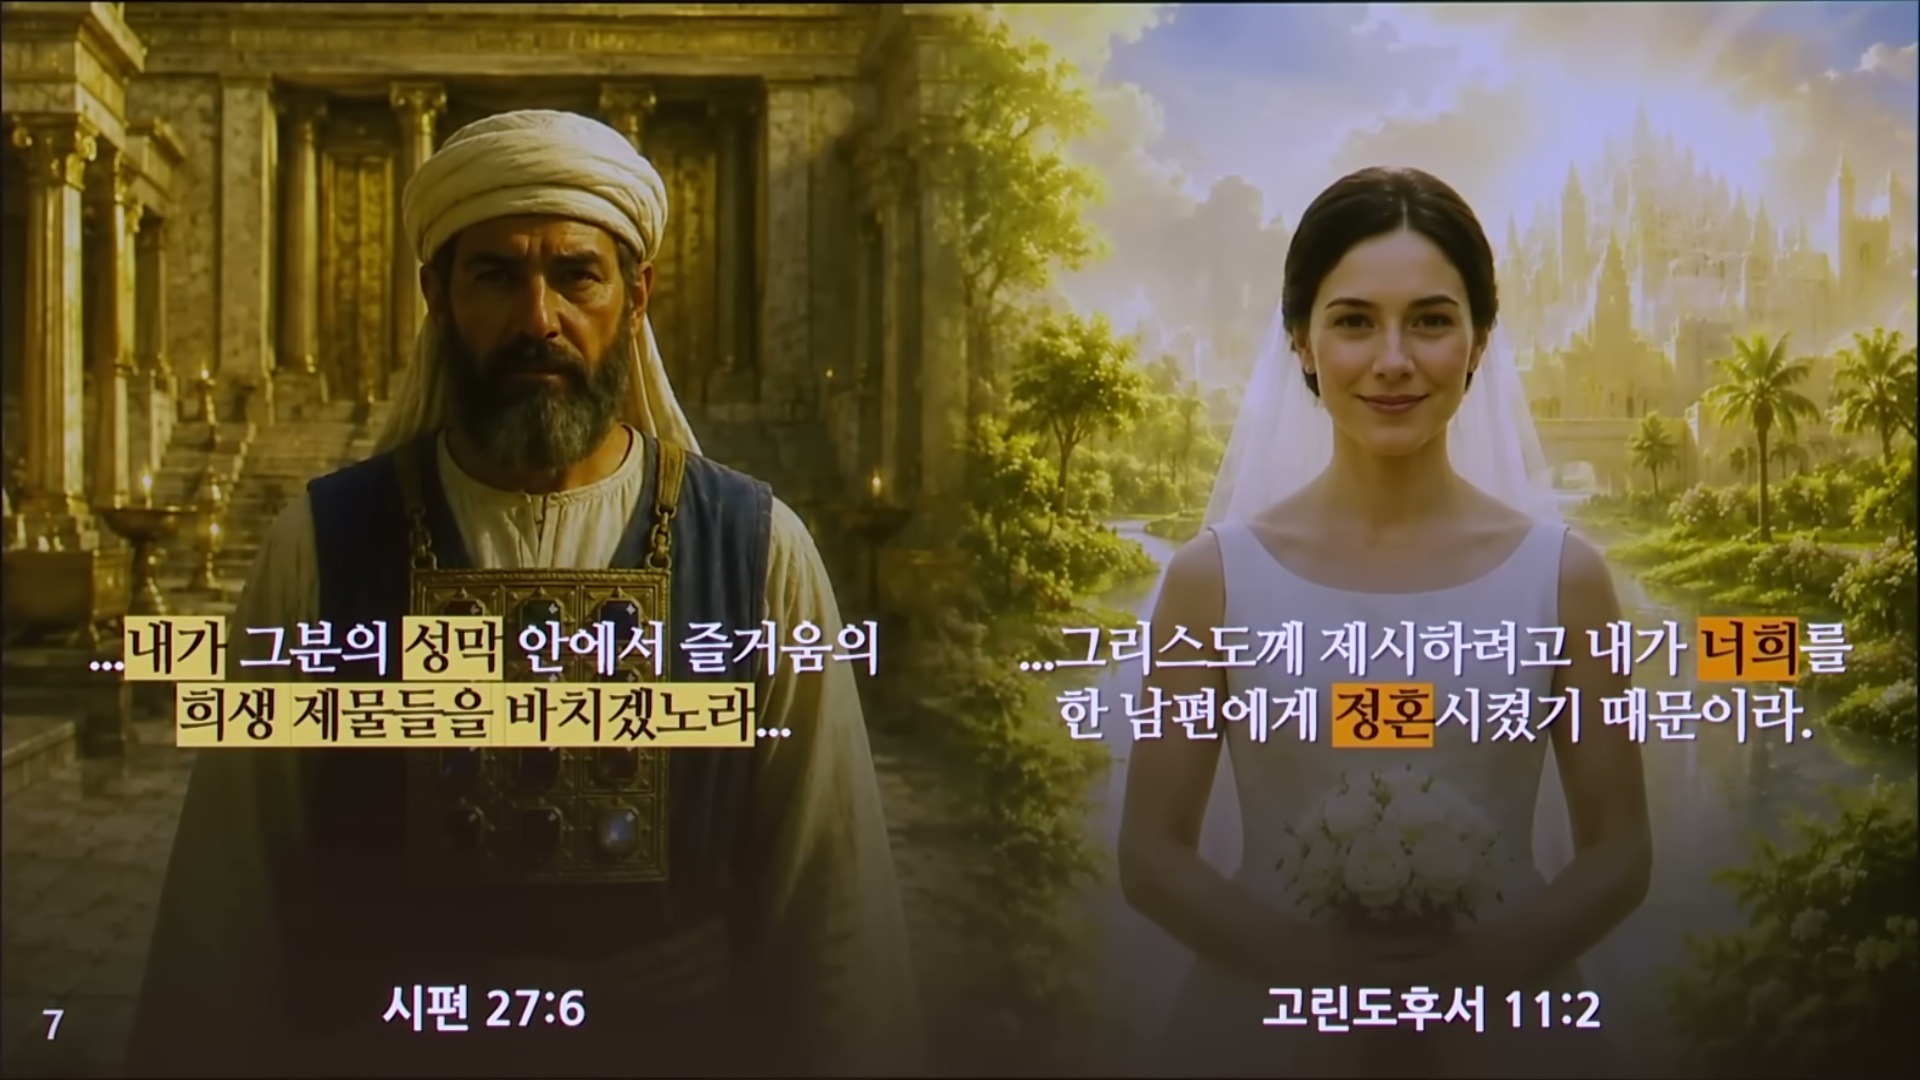 ...내가 그분의 성막 안에서 즐거움의
희생 제물들을 바치겠노라...
시편 27:6
...그리스도께 제시하려고 내가 너희를
한 남편에게 정혼시켰기 때문이라.
고린도후서 11:2
7